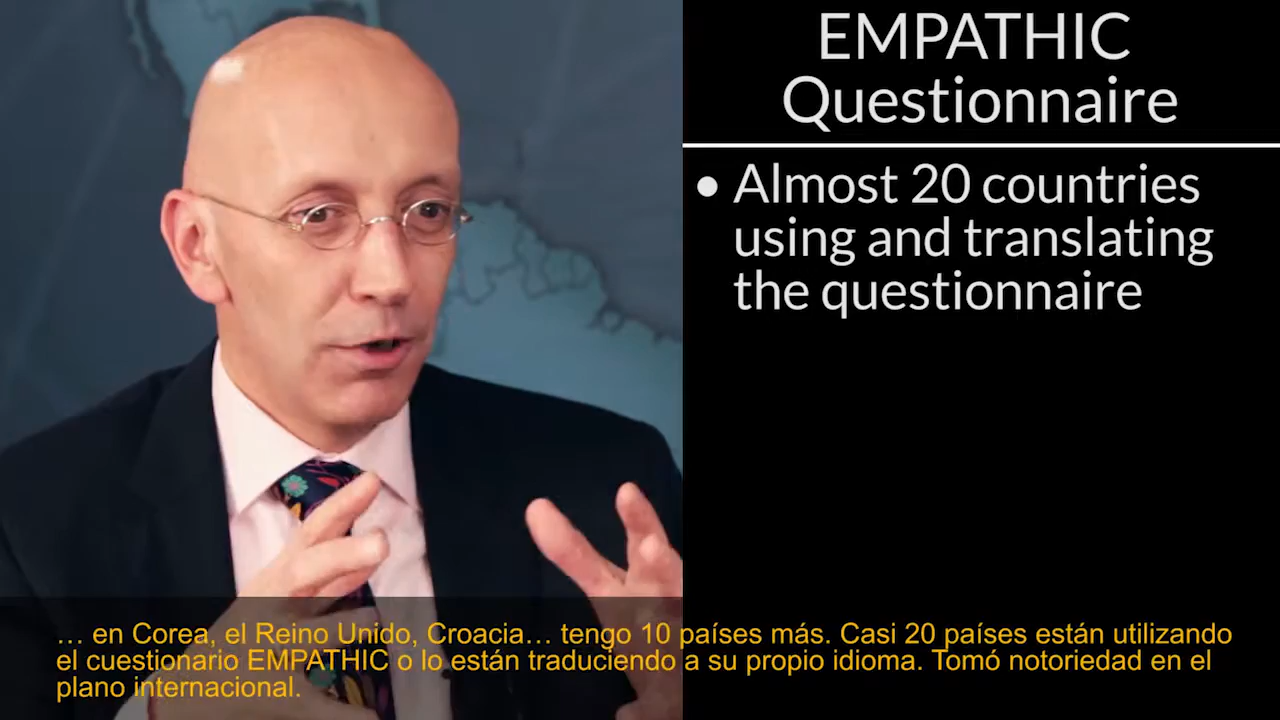 EMPATHIC
Questionnaire
• Almost 20 countries
using and translating
the questionnaire
… en Corea, el Reino Unido, Croacia… tengo 10 países más. Casi 20 países están utilizando
el cuestionario EMPATHIC o lo están traduciendo a su propio idioma. Tomó notoriedad en el
plano internacional.